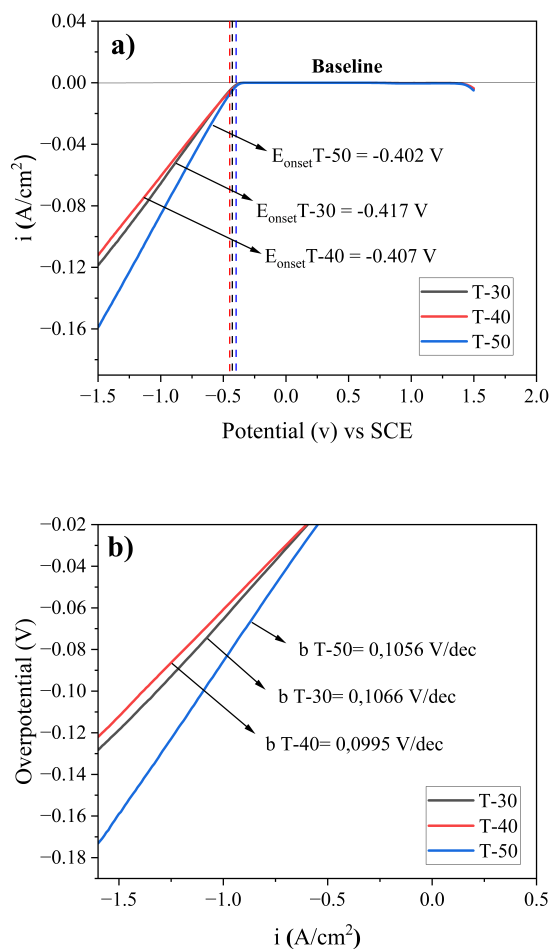 a)
Baseline
0.04
0.00
−0.04
−0.08
−0.12
−0.16
i (A/cm²)
EonsetT-50 = -0.402 V
EonsetT-30 = -0.417 V
EonsetT-40 = -0.407 V
T-30
T-40
T-50
−1.5 −1.0 −0.5 0.0 0.5 1.0 1.5 2.0
Potential (v) vs SCE
b)
−0.02
−0.04
−0.06
−0.08
−0.10
−0.12
−0.14
−0.16
−0.18
Overpotential (V)
b T-50= 0,1056 V/dec
b T-30= 0,1066 V/dec
b T-40= 0,0995 V/dec
T-30
T-40
T-50
−1.5 −1.0 −0.5 0.0 0.5
i (A/cm²)